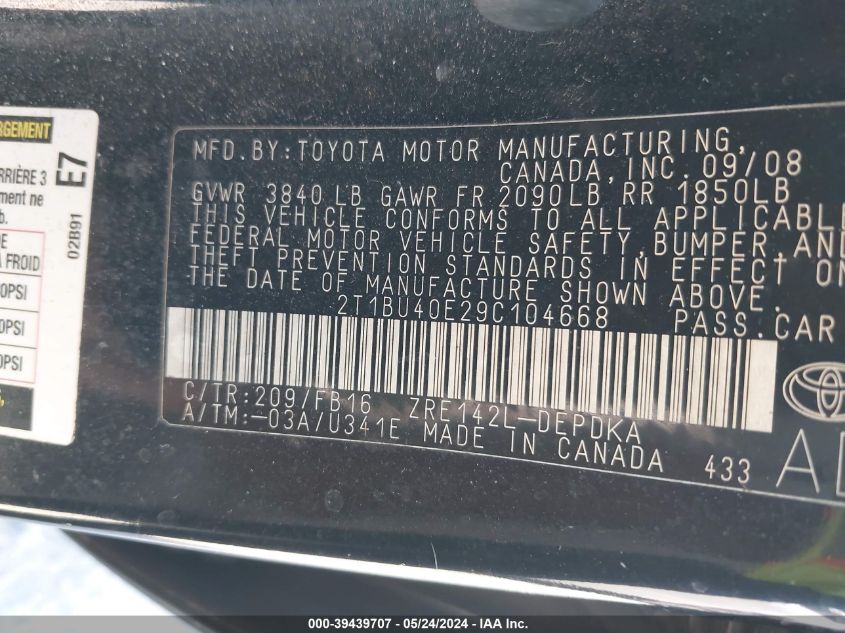 RGEMENT
RRIÈRE 3
ement ne
b.
DE
A FROID
0PSI
0PSI
0PSI
E7
02B91
MFD.BY:TOYOTA MOTOR MANUFACTURING,
CANADA, INC. 09/08
GVWR 3840 LB GAWR FR 2090LB RR 1850LB
THIS VEHICLE CONFORMS TO ALL APPLICABLE
FEDERAL MOTOR VEHICLE SAFETY, BUMPER, AND
THEFT PREVENTION STANDARDS IN EFFECT ON
THE DATE OF MANUFACTURE SHOWN ABOVE.
2T1BU40E29C104668 PASS.CAR
C/TR:209/FB16 ZRE142L-DEPDKA
A/TM:-03A/U341E MADE IN CANADA 433
000-39439707 - 05/24/2024 - IAA Inc.